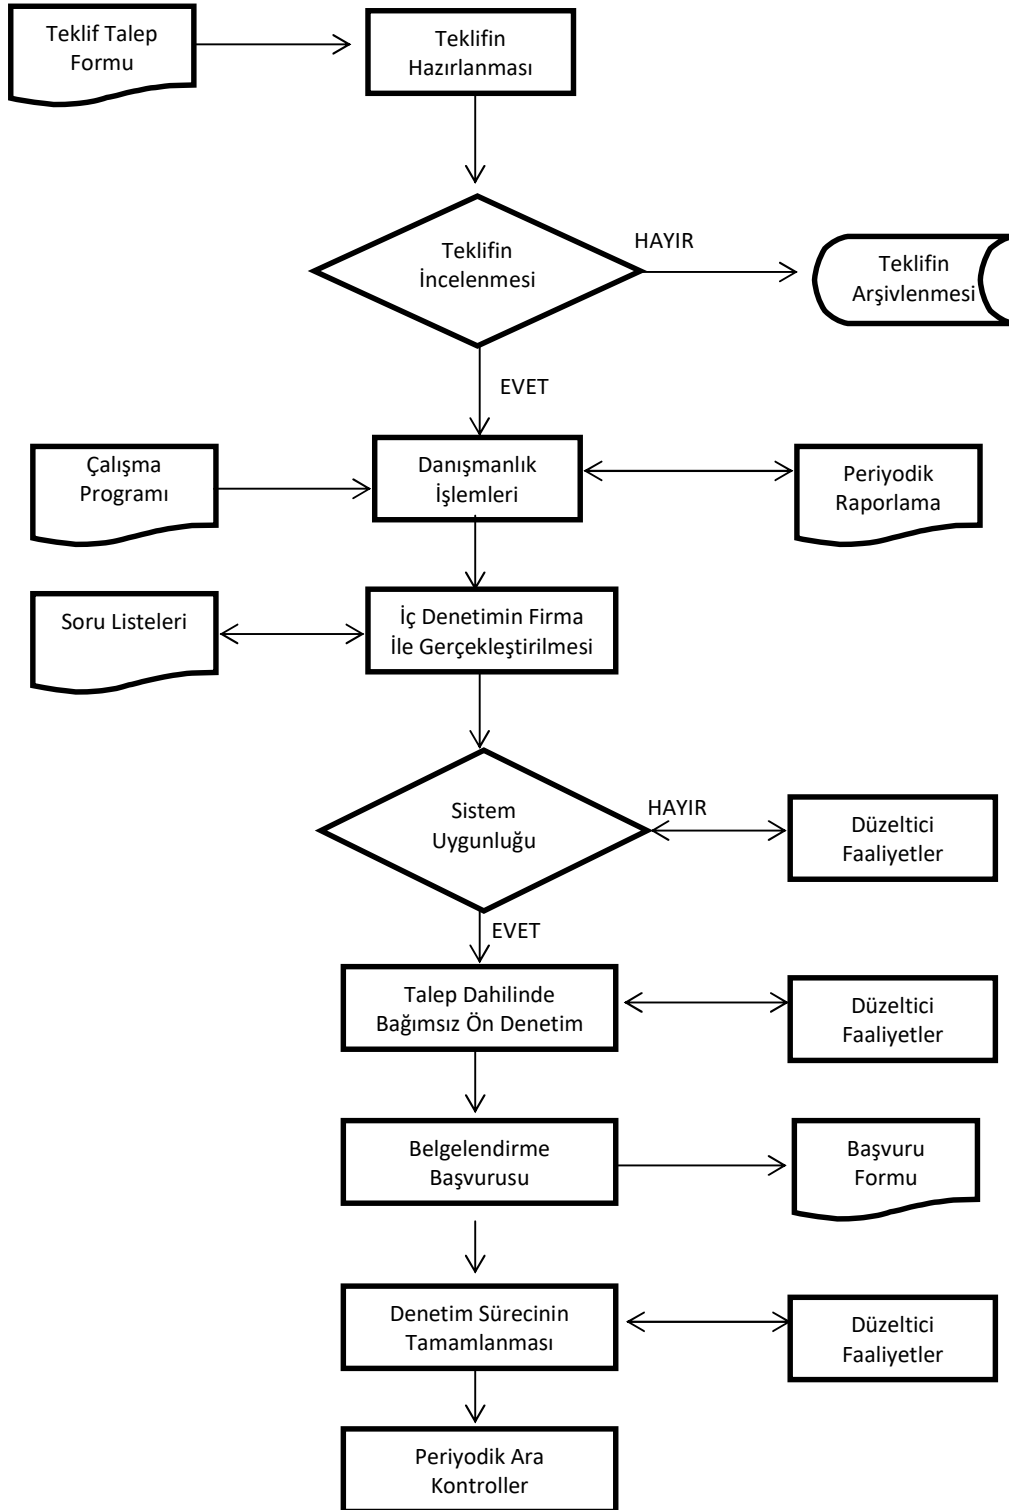 Teklif Talep
Formu
Teklifin
Hazırlanması
Teklifin
İncelenmesi
HAYIR
Teklifin
Arşivlenmesi
EVET
Çalışma
Programı
Danışmanlık
İşlemleri
Periyodik
Raporlama
Soru Listeleri
İç Denetimin Firma
İle Gerçekleştirilmesi
Sistem
Uygunluğu
HAYIR
Düzeltici
Faaliyetler
EVET
Talep Dahilinde
Bağımsız Ön Denetim
Düzeltici
Faaliyetler
Belgelendirme
Başvurusu
Başvuru
Formu
Denetim Sürecinin
Tamamlanması
Düzeltici
Faaliyetler
Periyodik Ara
Kontroller